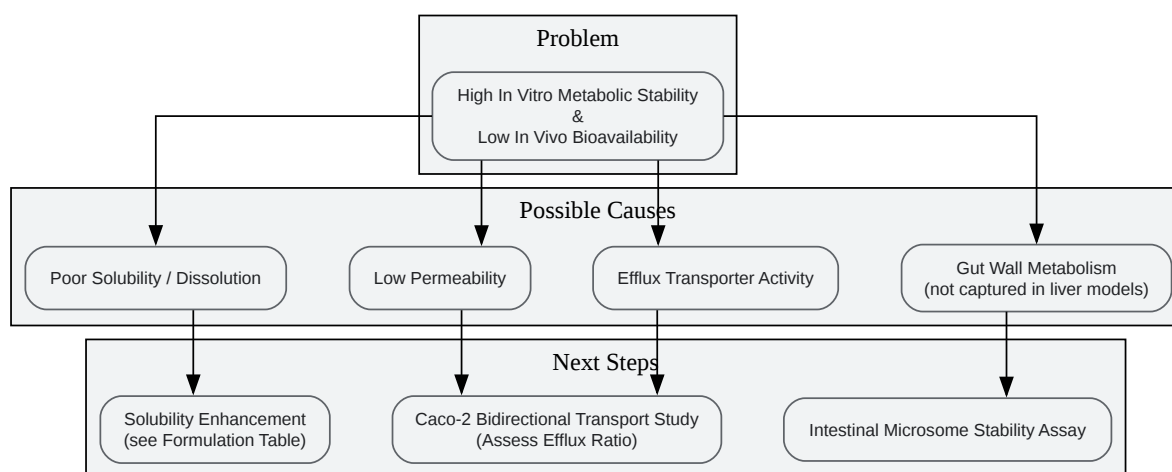 Problem
High In Vitro Metabolic Stability
&
Low In Vivo Bioavailability
Possible Causes
Poor Solubility / Dissolution
Low Permeability
Efflux Transporter Activity
Gut Wall Metabolism
(not captured in liver models)
Next Steps
Solubility Enhancement
(see Formulation Table)
Caco-2 Bidirectional Transport Study
(Assess Efflux Ratio)
Intestinal Microsome Stability Assay